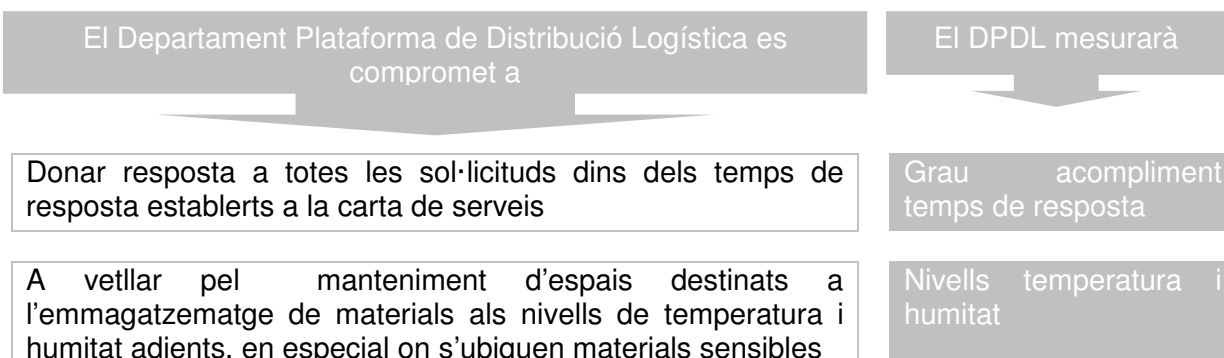 El Departament Plataforma de Distribució Logística es
compromet a
El DPDL mesurarà
Donar resposta a totes les sol·licituds dins dels temps de
resposta establerts a la carta de serveis
Grau acompliment
temps de resposta
A vetllar pel manteniment d'espais destinats a
l'emmagatzematge de materials als nivells de temperatura i
humitat adients, en especial on s'ubiquen materials sensibles
Nivells temperatura i
humitat